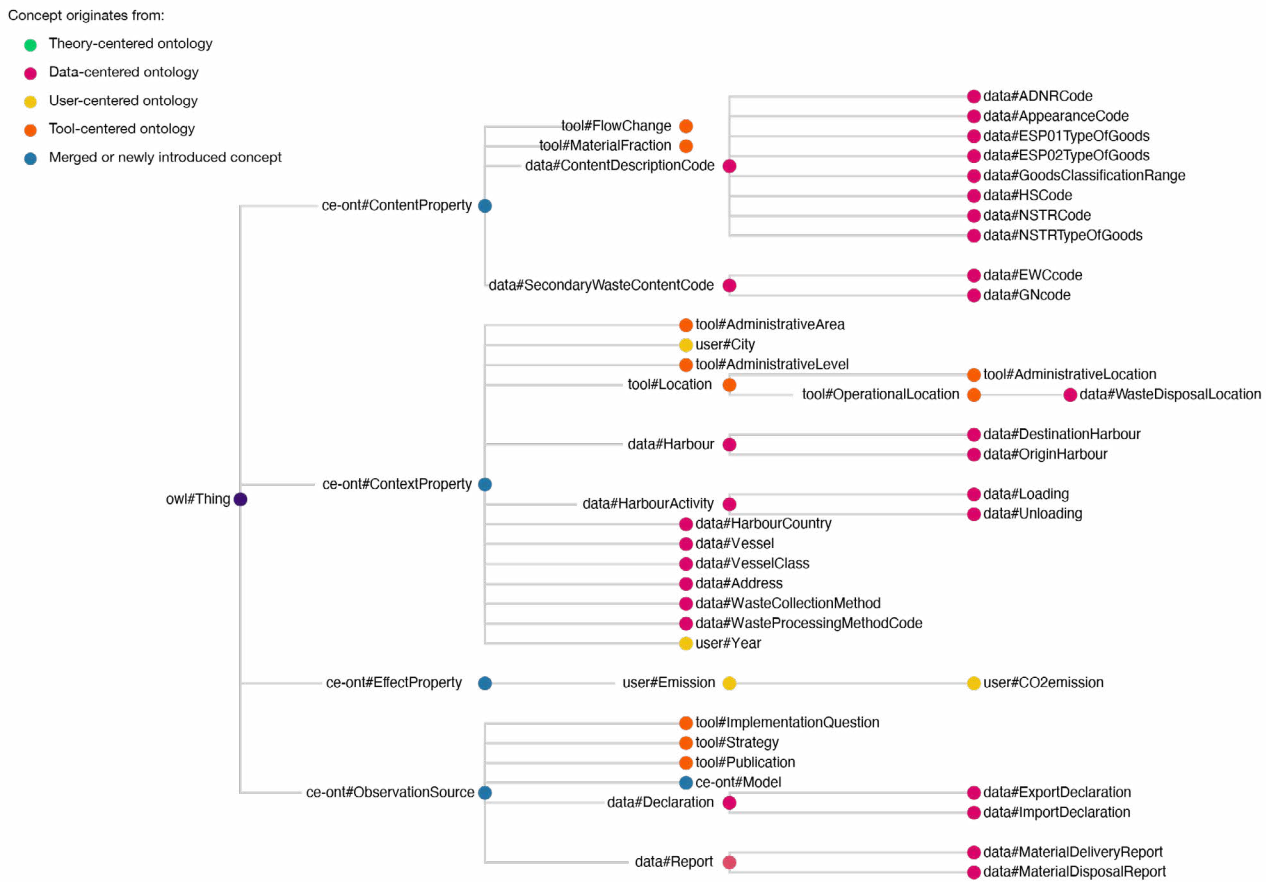 Concept originates from:
Theory-centered ontology
Data-centered ontology
User-centered ontology
Tool-centered ontology
Merged or newly introduced concept
owl#Thing
ce-ont#ContentProperty
tool#FlowChange
tool#MaterialFraction
data#ContentDescriptionCode
data#ADNRCode
data#AppearanceCode
data#ESP01TypeOfGoods
data#ESP02TypeOfGoods
data#GoodsClassificationRange
data#HSCode
data#NSTRCode
data#NSTRTypeOfGoods
data#SecondaryWasteContentCode
data#EWCcode
data#GNcode
ce-ont#ContextProperty
tool#AdministrativeArea
user#City
tool#AdministrativeLevel
tool#Location
tool#AdministrativeLocation
tool#OperationalLocation
data#WasteDisposalLocation
data#Harbour
data#DestinationHarbour
data#OriginHarbour
data#HarbourActivity
data#Loading
data#Unloading
data#HarbourCountry
data#Vessel
data#VesselClass
data#Address
data#WasteCollectionMethod
data#WasteProcessingMethodCode
user#Year
ce-ont#EffectProperty
user#Emission
user#CO2emission
ce-ont#ObservationSource
tool#ImplementationQuestion
tool#Strategy
tool#Publication
ce-ont#Model
data#Declaration
data#ExportDeclaration
data#ImportDeclaration
data#Report
data#MaterialDeliveryReport
data#MaterialDisposalReport